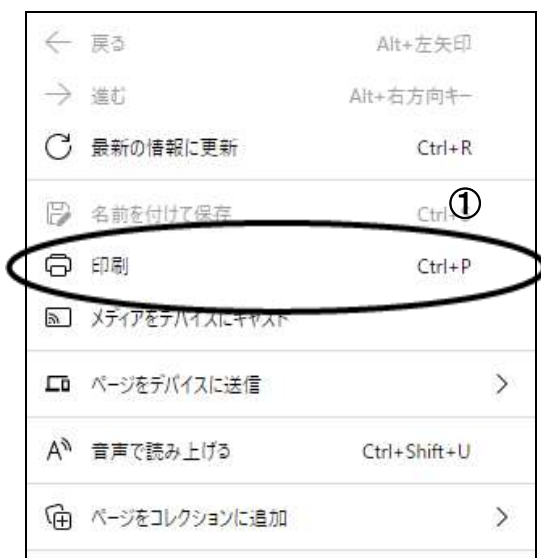 戻る Alt+左矢印
進む Alt+右方向キー
最新の情報に更新 Ctrl+R
名前を付けて保存 Ctrl+
①
印刷 Ctrl+P
メディアをデバイスにキャスト
ページをデバイスに送信
音声で読み上げる Ctrl+Shift+U
ページをコレクションに追加